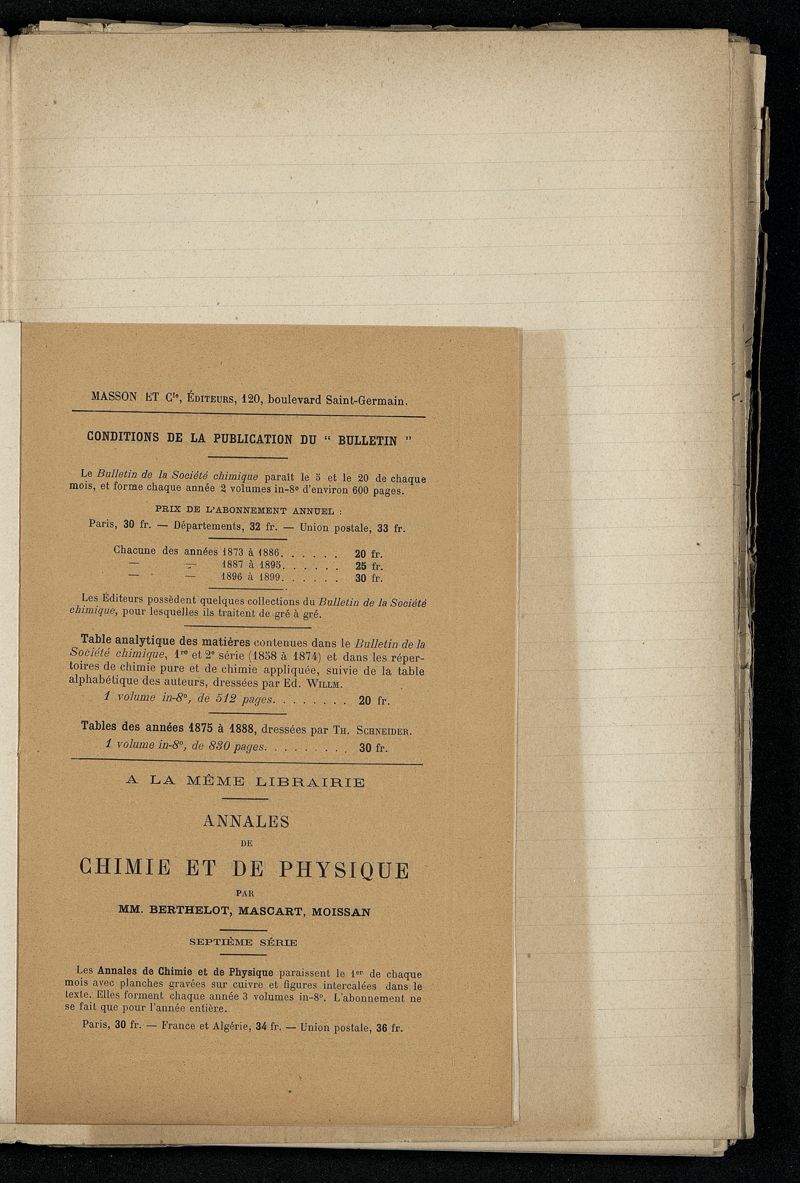 MASSON ET Cie, ÉDITEURS, 120, boulevard Saint-Germain.
CONDITIONS DE LA PUBLICATION DU “ BULLETIN ”
Le Bulletin de la Société chimique paraît le 5 et le 20 de chaque
mois, et forme chaque année 2 volumes in-8° d'environ 600 pages.
PRIX DE L'ABONNEMENT ANNUEL :
Paris, 30 fr. — Départements, 32 fr. — Union postale, 33 fr.
Chacune des années 1873 à 1886. . . . . . 20 fr.
— — 1887 à 1895. . . . . . 25 fr.
— — 1896 à 1899. . . . . . 30 fr.
Les Éditeurs possèdent quelques collections du Bulletin de la Société
chimique, pour lesquelles ils traitent de gré à gré.
Table analytique des matières contenues dans le Bulletin de la
Société chimique, 1re et 2e série (1858 à 1874) et dans les réper-
toires de chimie pure et de chimie appliquée, suivie de la table
alphabétique des auteurs, dressées par Ed. WILLM.
1 volume in-8°, de 512 pages. . . . . . . . 20 fr.
Tables des années 1875 à 1888, dressées par TH. SCHNEIDER.
1 volume in-8°, de 830 pages. . . . . . . . . 30 fr.
A LA MÊME LIBRAIRIE
ANNALES
DE
CHIMIE ET DE PHYSIQUE
PAR
MM. BERTHELOT, MASCART, MOISSAN
SEPTIÈME SÉRIE
Les Annales de Chimie et de Physique paraissent le 1er de chaque
mois avec planches gravées sur cuivre et figures intercalées dans le
texte. Elles forment chaque année 3 volumes in-8°. L'abonnement ne
se fait que pour l'année entière.
Paris, 30 fr. — France et Algérie, 34 fr. — Union postale, 36 fr.